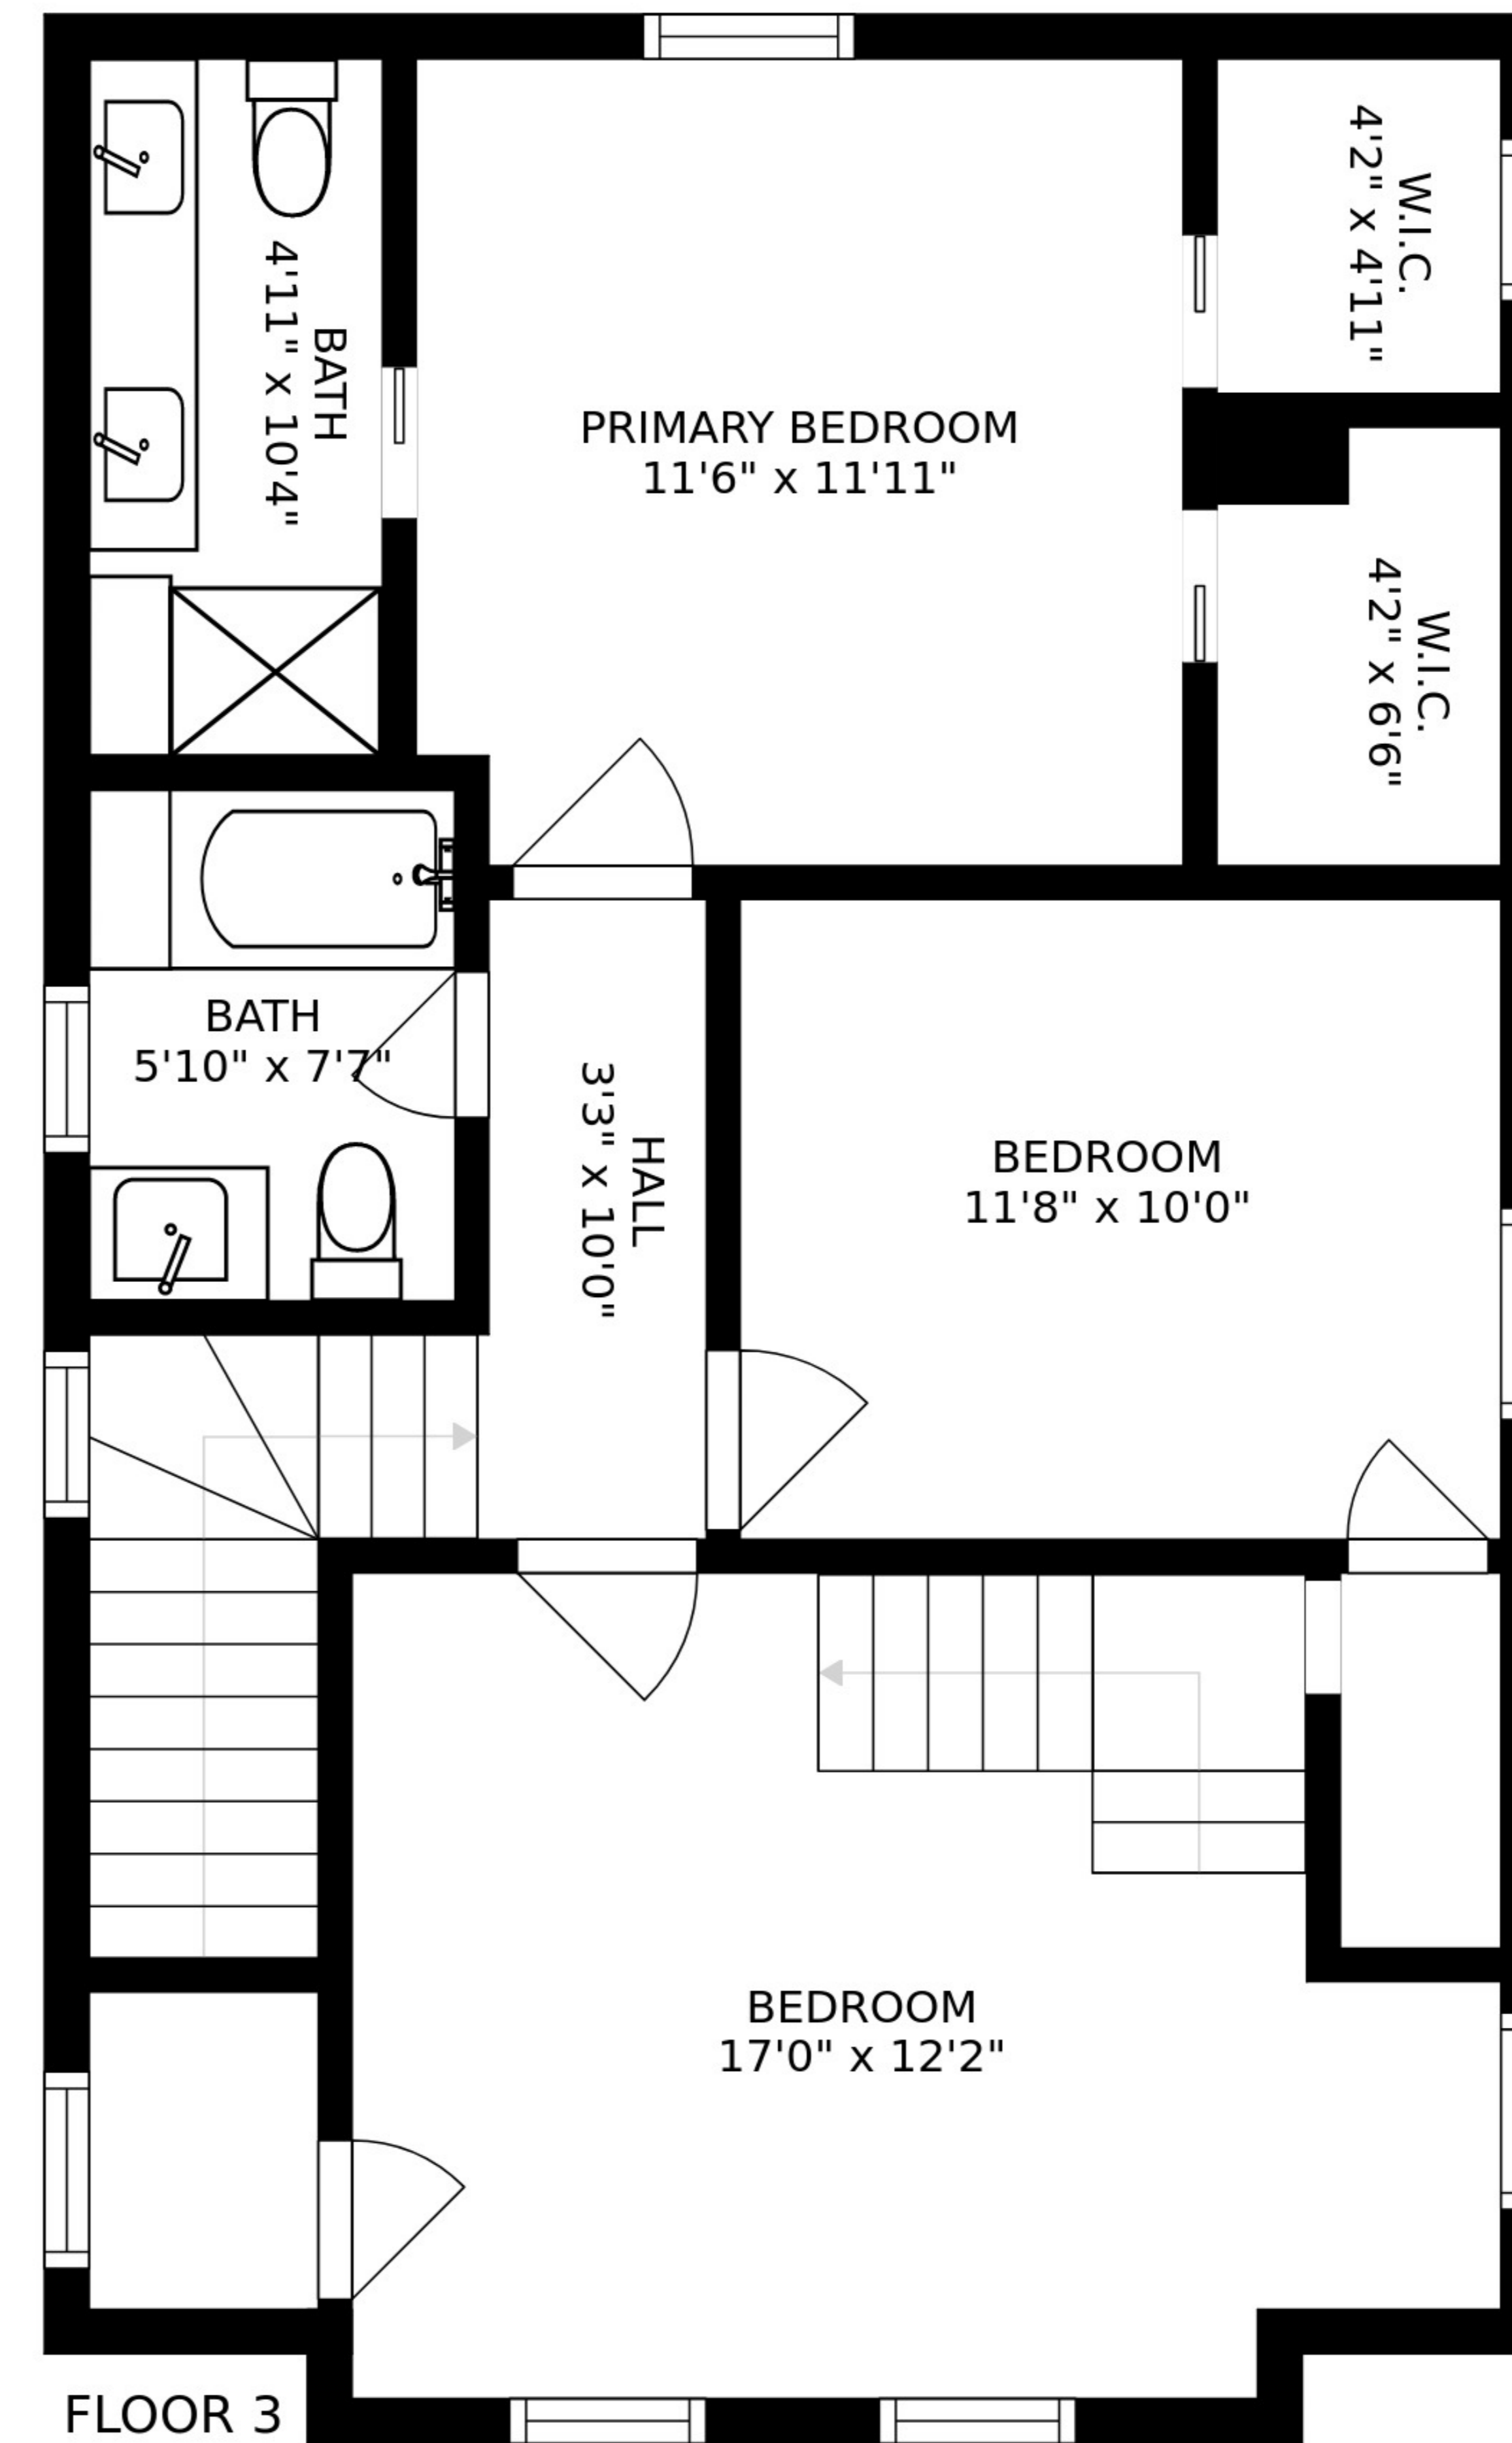 BATH
4'11" x 10'4"
PRIMARY BEDROOM
11'6" x 11'11"
W.I.C.
4'2" x 4'11"
W.I.C.
4'2" x 6'6"
BATH
5'10" x 7'7"
HALL
3'3" x 10'0"
BEDROOM
11'8" x 10'0"
BEDROOM
17'0" x 12'2"
FLOOR 3